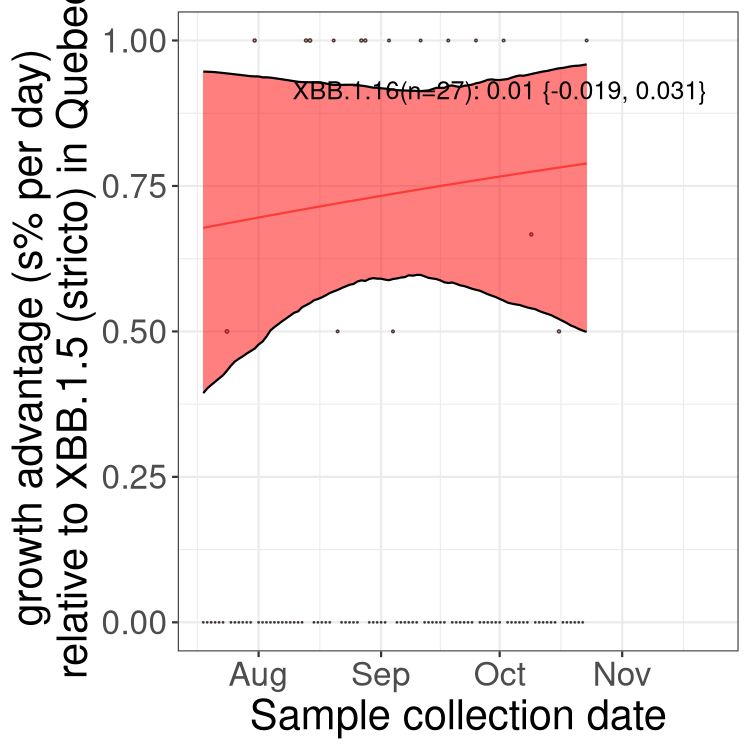 growth advantage (s% per day)
relative to XBB.1.5 (stricto) in Quebec
1.00
0.75
0.50
0.25
0.00
XBB.1.16(n=27): 0.01 {-0.019, 0.031}
Aug Sep Oct Nov
Sample collection date